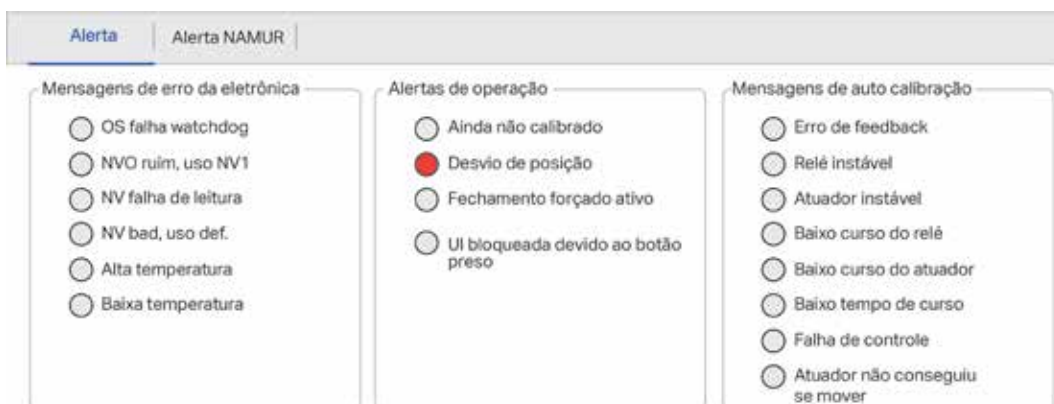 Alerta
Alerta NAMUR
Mensagens de erro da eletrônica
OS falha watchdog
NVO ruim, uso NV1
NV falha de leitura
NV bad, uso def.
Alta temperatura
Baixa temperatura
Alertas de operação
Ainda não calibrado
Desvio de posição
Fechamento forçado ativo
UI bloqueada devido ao botão
preso
Mensagens de auto calibração
Erro de feedback
Relé instável
Atuador instável
Baixo curso do relé
Baixo curso do atuador
Baixo tempo de curso
Falha de controle
Atuador não conseguiu
se mover